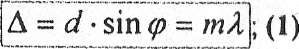 Δ = d · sin φ = mλ; (1)